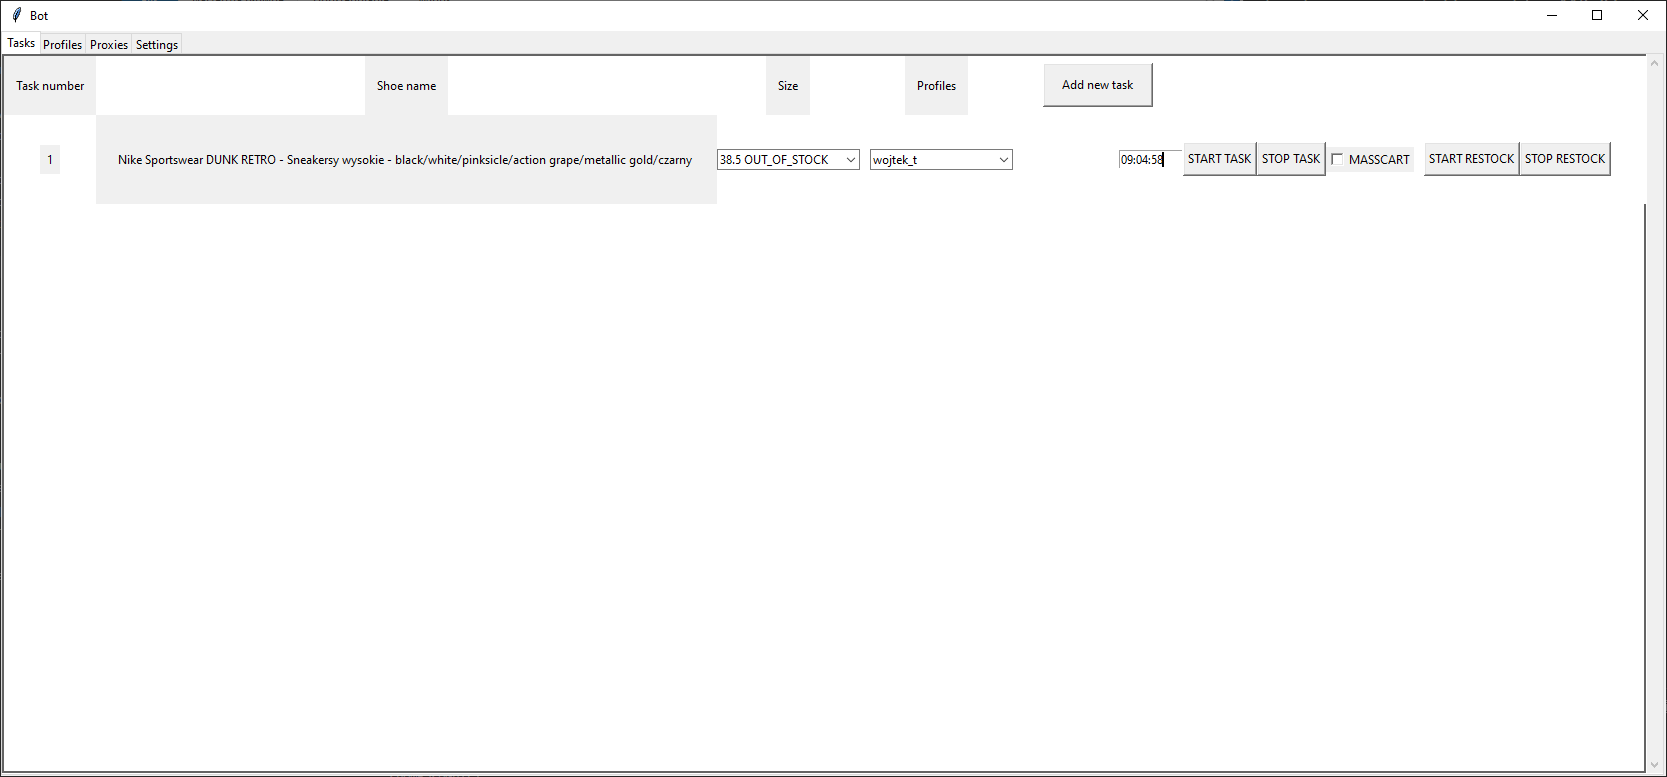 Bot
Tasks Profiles Proxies Settings
Task number Shoe name Size Profiles Add new task
1 Nike Sportswear DUNK RETRO - Sneakersy wysokie - black/white/pinksicle/action grape/metallic gold/czarny 38.5 OUT_OF_STOCK wojtek_t 09:04:58 START TASK STOP TASK MASSCART START RESTOCK STOP RESTOCK